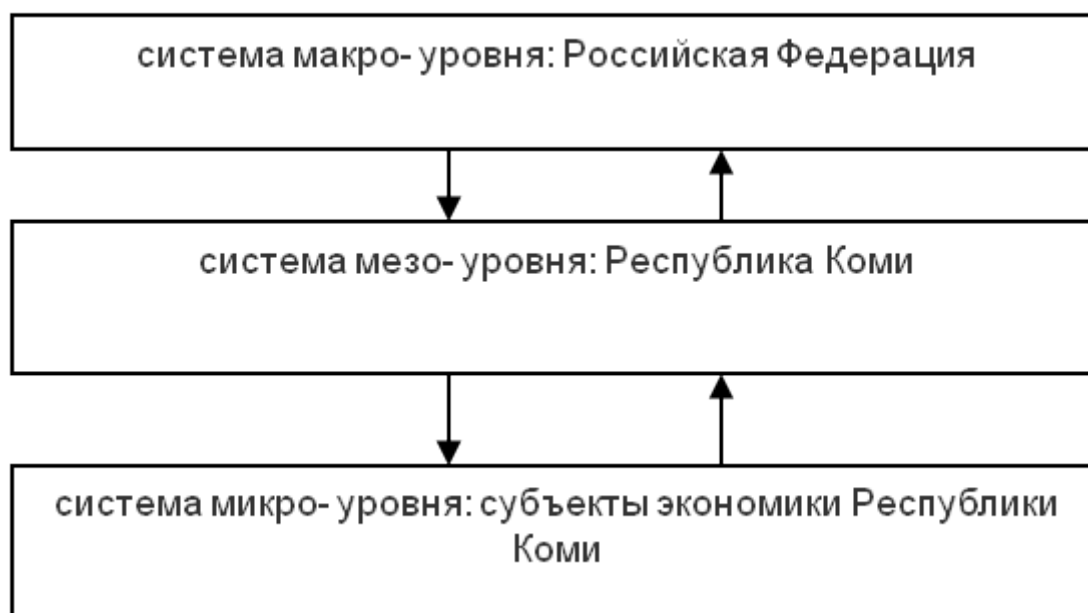 система макро- уровня: Российская Федерация
система мезо- уровня: Республика Коми
система микро- уровня: субъекты экономики Республики
Коми